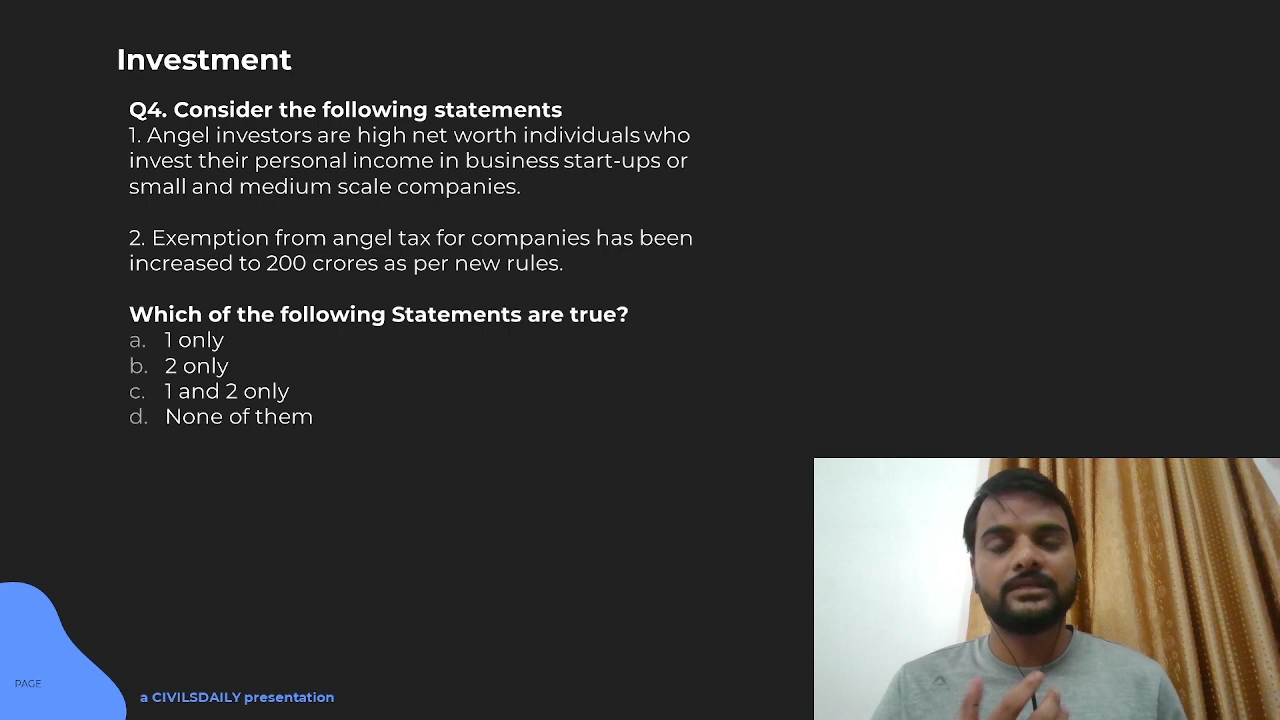 Investment
Q4. Consider the following statements
1. Angel investors are high net worth individuals who
invest their personal income in business start-ups or
small and medium scale companies.
2. Exemption from angel tax for companies has been
increased to 200 crores as per new rules.
Which of the following Statements are true?
a. 1 only
b. 2 only
c. 1 and 2 only
d. None of them
PAGE
a CIVILSDAILY presentation